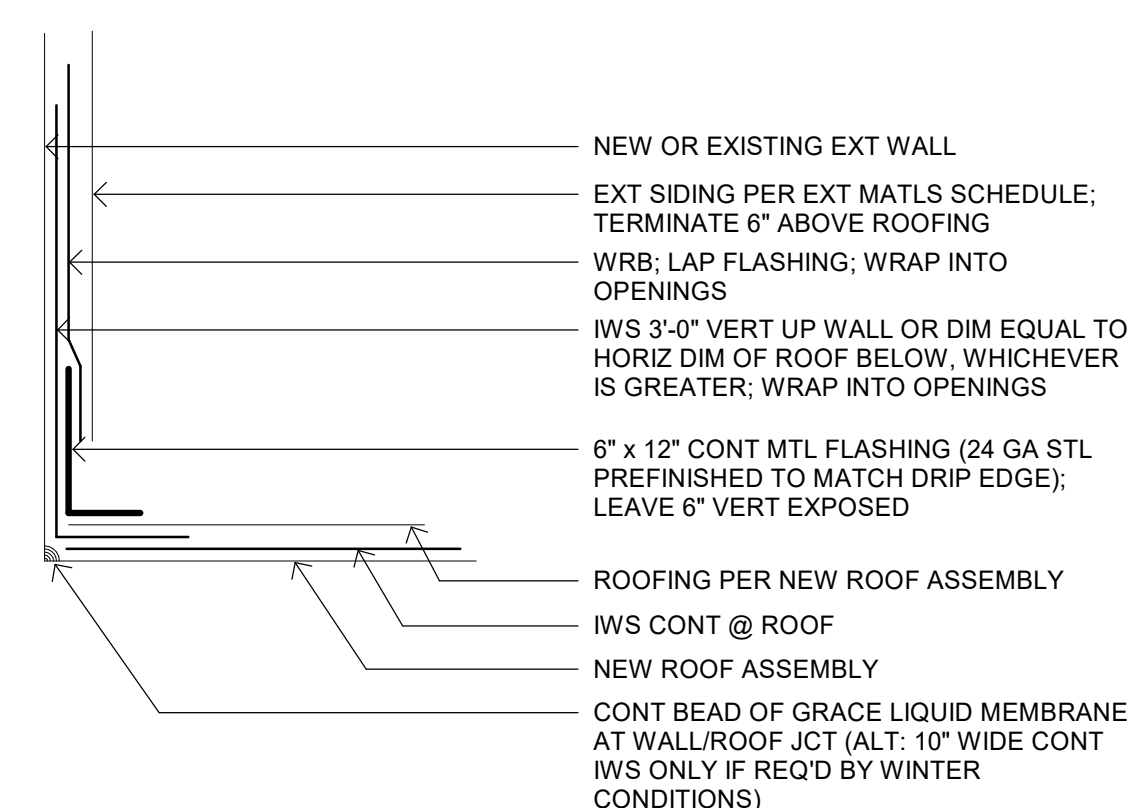 NEW OR EXISTING EXT WALL
EXT SIDING PER EXT MATLS SCHEDULE;
TERMINATE 6" ABOVE ROOFING
WRB; LAP FLASHING; WRAP INTO
OPENINGS
IWS 3'-0" VERT UP WALL OR DIM EQUAL TO
HORIZ DIM OF ROOF BELOW, WHICHEVER
IS GREATER; WRAP INTO OPENINGS
6" x 12" CONT MTL FLASHING (24 GA STL
PREFINISHED TO MATCH DRIP EDGE);
LEAVE 6" VERT EXPOSED
ROOFING PER NEW ROOF ASSEMBLY
IWS CONT @ ROOF
NEW ROOF ASSEMBLY
CONT BEAD OF GRACE LIQUID MEMBRANE
AT WALL/ROOF JCT (ALT: 10" WIDE CONT
IWS ONLY IF REQ'D BY WINTER
CONDITIONS)